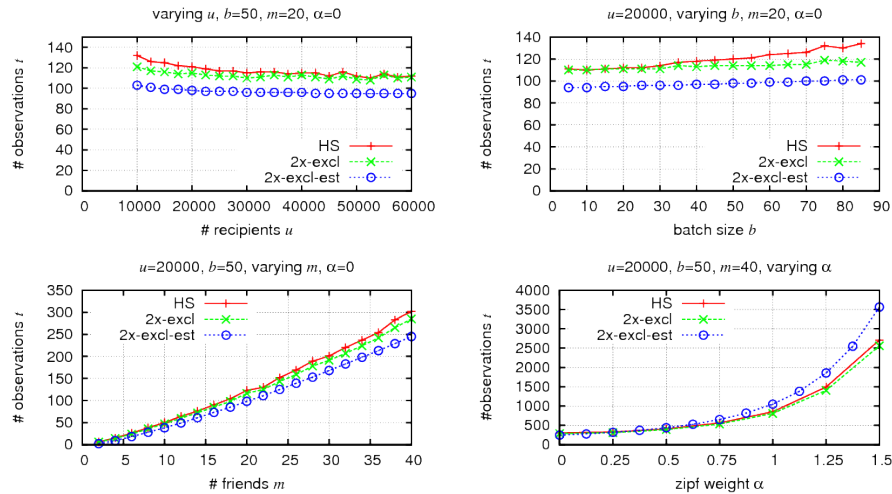 varying u, b=50, m=20, α=0
# observations t
140
120
100
80
60
40
20
0
HS
2x-excl
2x-excl-est
0 10000 20000 30000 40000 50000 60000
# recipients u
u=20000, varying b, m=20, α=0
# observations t
140
120
100
80
60
40
20
0
HS
2x-excl
2x-excl-est
0 10 20 30 40 50 60 70 80 90
batch size b
u=20000, b=50, varying m, α=0
# observations t
350
300
250
200
150
100
50
0
HS
2x-excl
2x-excl-est
0 5 10 15 20 25 30 35 40
# friends m
u=20000, b=50, m=40, varying α
#observations t
4000
3500
3000
2500
2000
1500
1000
500
0
HS
2x-excl
2x-excl-est
0 0.25 0.5 0.75 1 1.25 1.5
zipf weight α